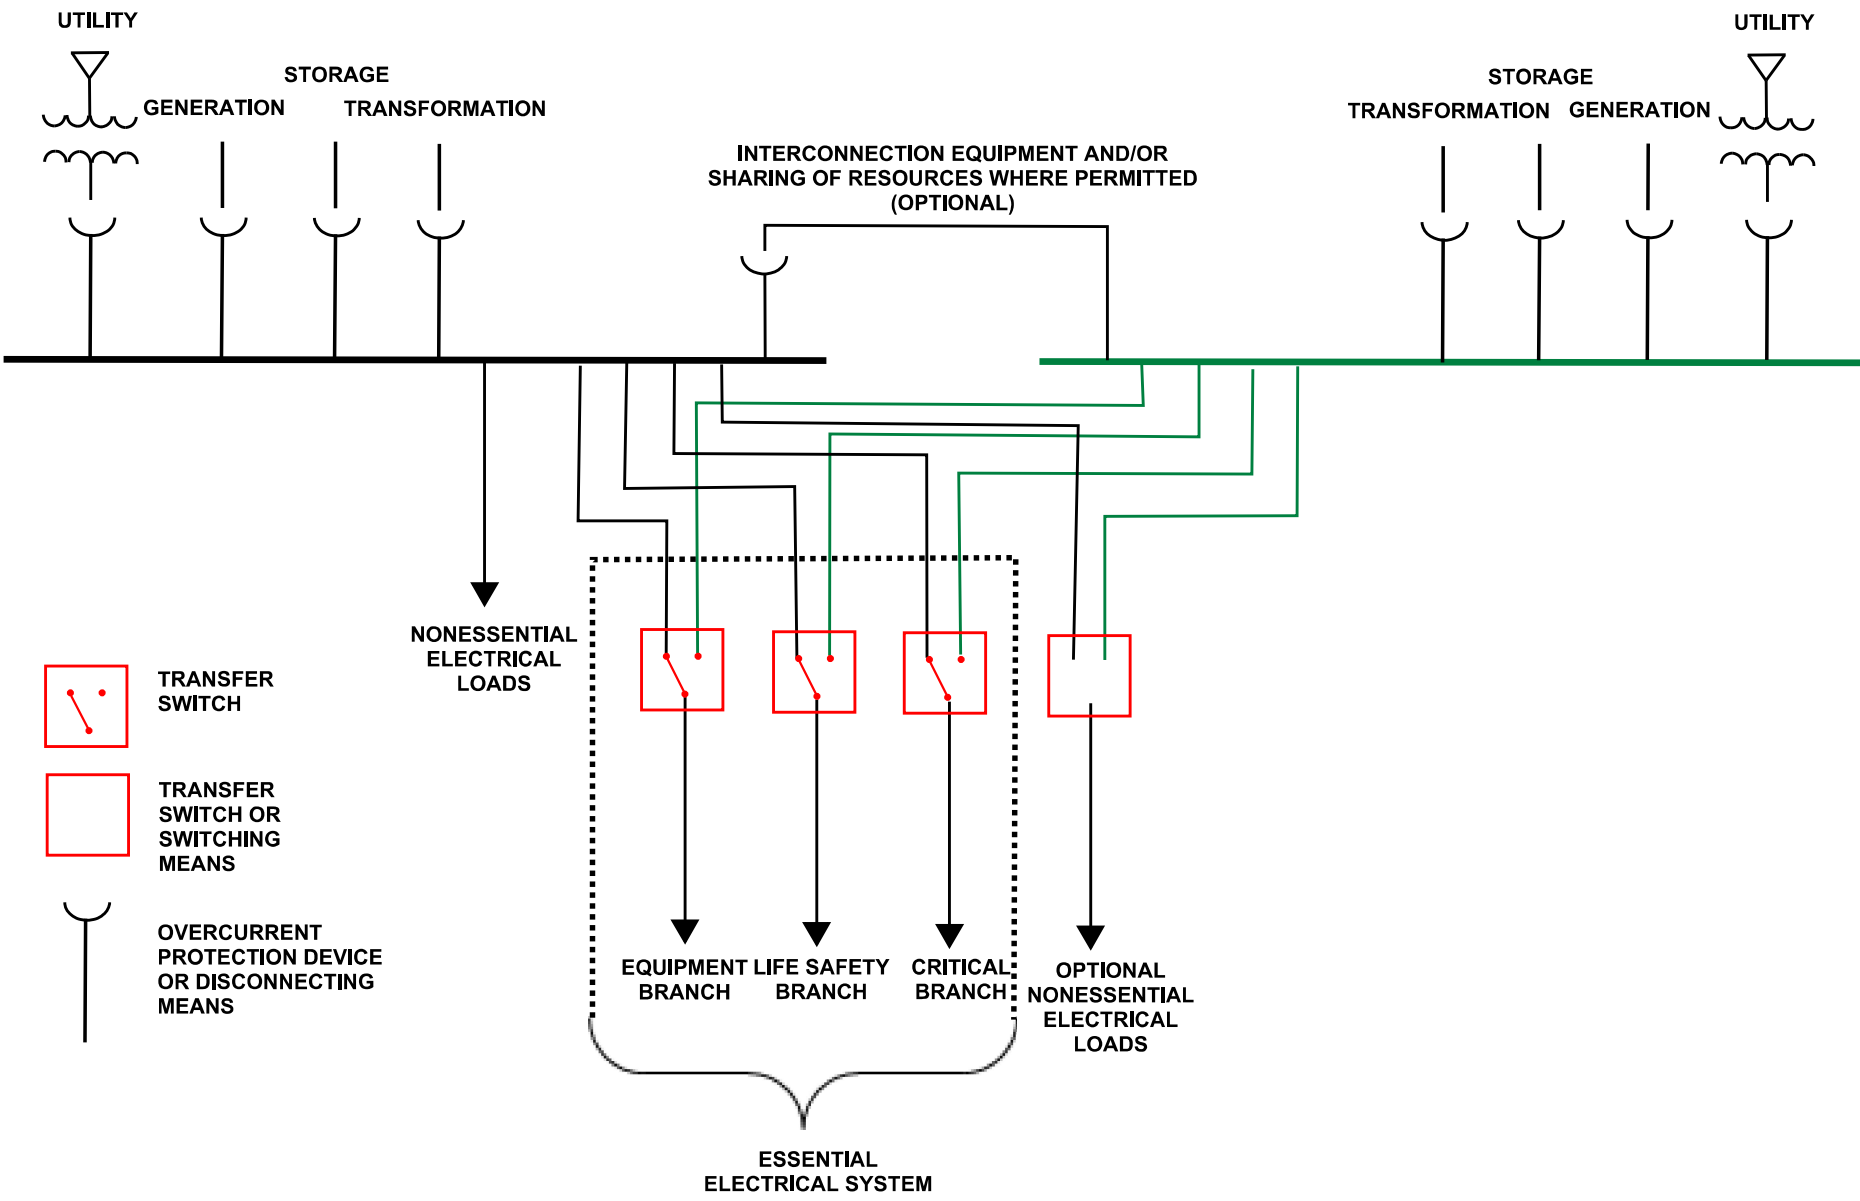 UTILITY
STORAGE
GENERATION
TRANSFORMATION
INTERCONNECTION EQUIPMENT AND/OR
SHARING OF RESOURCES WHERE PERMITTED
(OPTIONAL)
UTILITY
STORAGE
TRANSFORMATION
GENERATION
NONESSENTIAL
ELECTRICAL
LOADS
TRANSFER
SWITCH
TRANSFER
SWITCH OR
SWITCHING
MEANS
OVERCURRENT
PROTECTION DEVICE
OR DISCONNECTING
MEANS
EQUIPMENT
BRANCH
LIFE SAFETY
BRANCH
CRITICAL
BRANCH
OPTIONAL
NONESSENTIAL
ELECTRICAL
LOADS
ESSENTIAL
ELECTRICAL SYSTEM